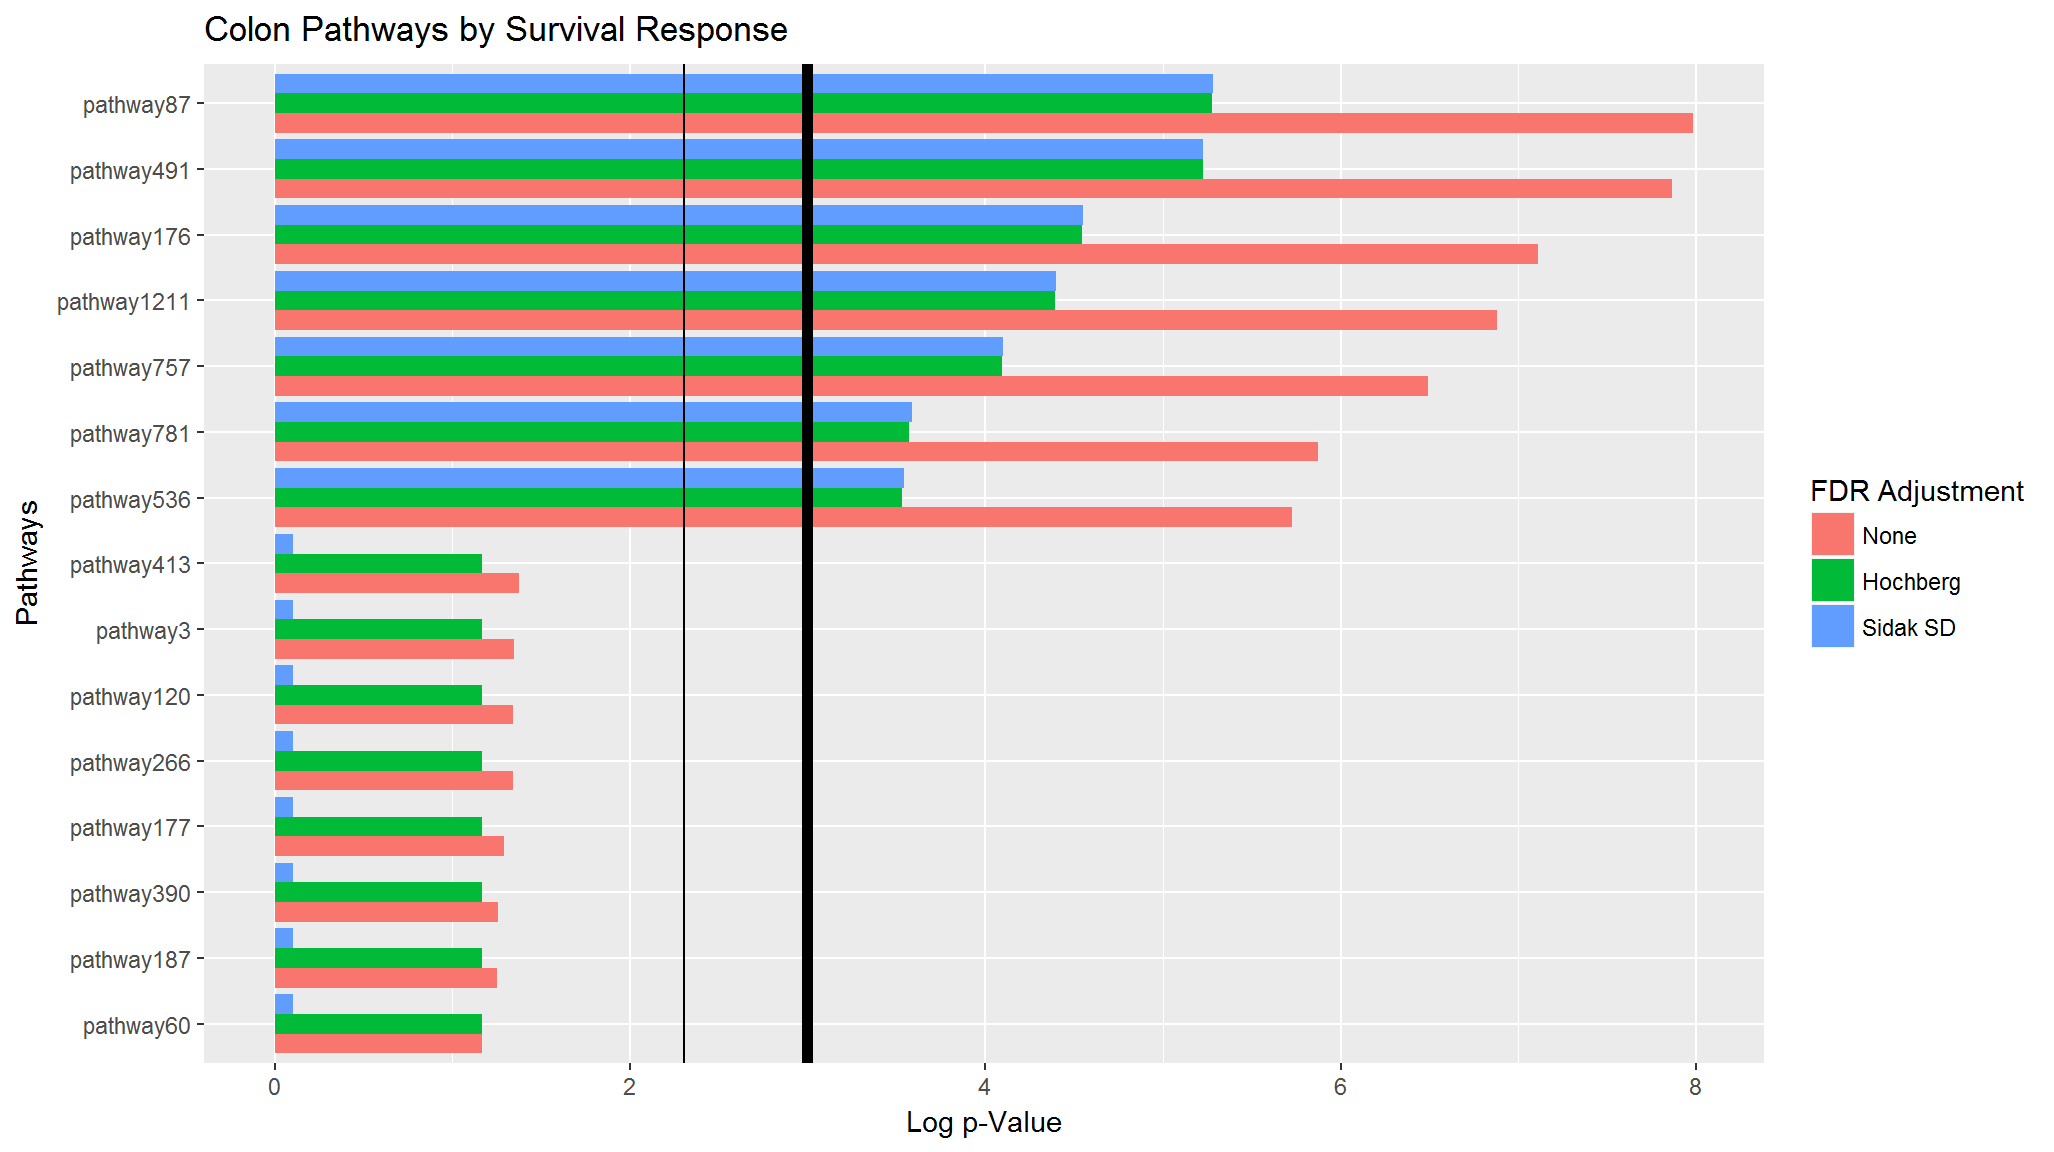 Colon Pathways by Survival Response
pathway87
pathway491
pathway176
pathway1211
pathway757
pathway781
pathway536
pathway413
pathway3
pathway120
pathway266
pathway177
pathway390
pathway187
pathway60
Pathways
0 2 4 6 8
Log p-Value
FDR Adjustment
None
Hochberg
Sidak SD